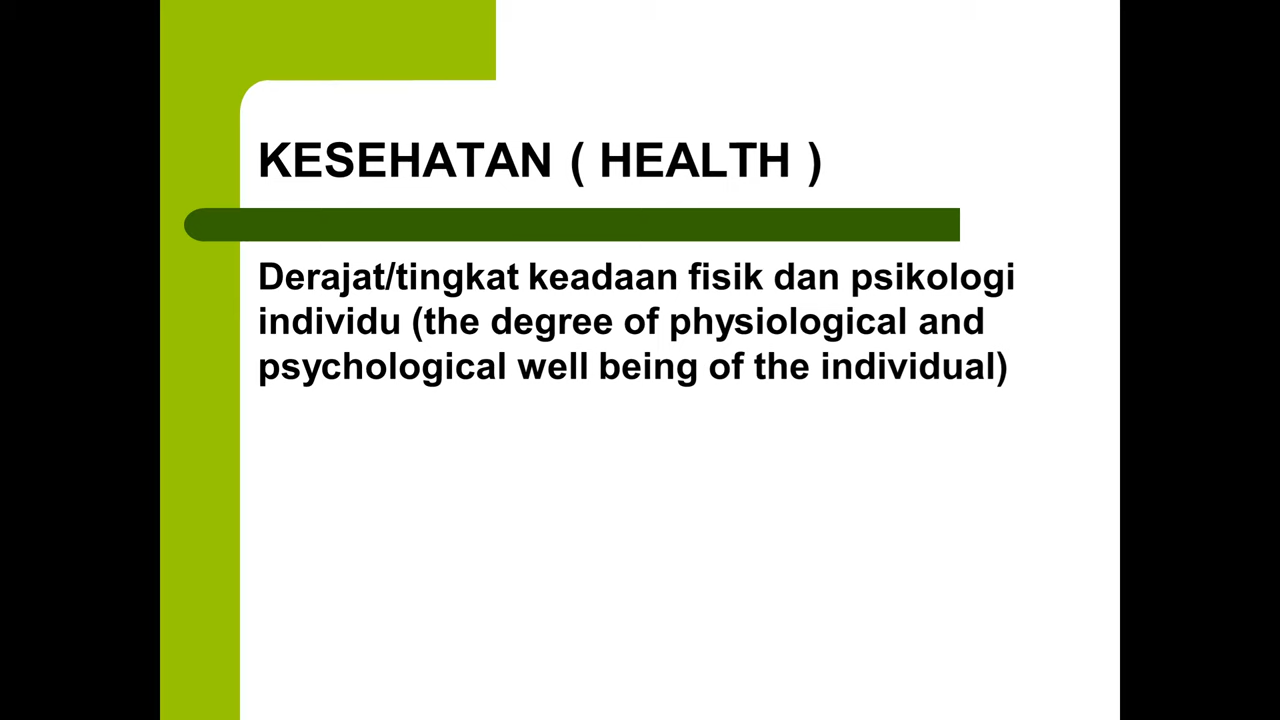 KESEHATAN ( HEALTH )
Derajat/tingkat keadaan fisik dan psikologi
individu (the degree of physiological and
psychological well being of the individual)